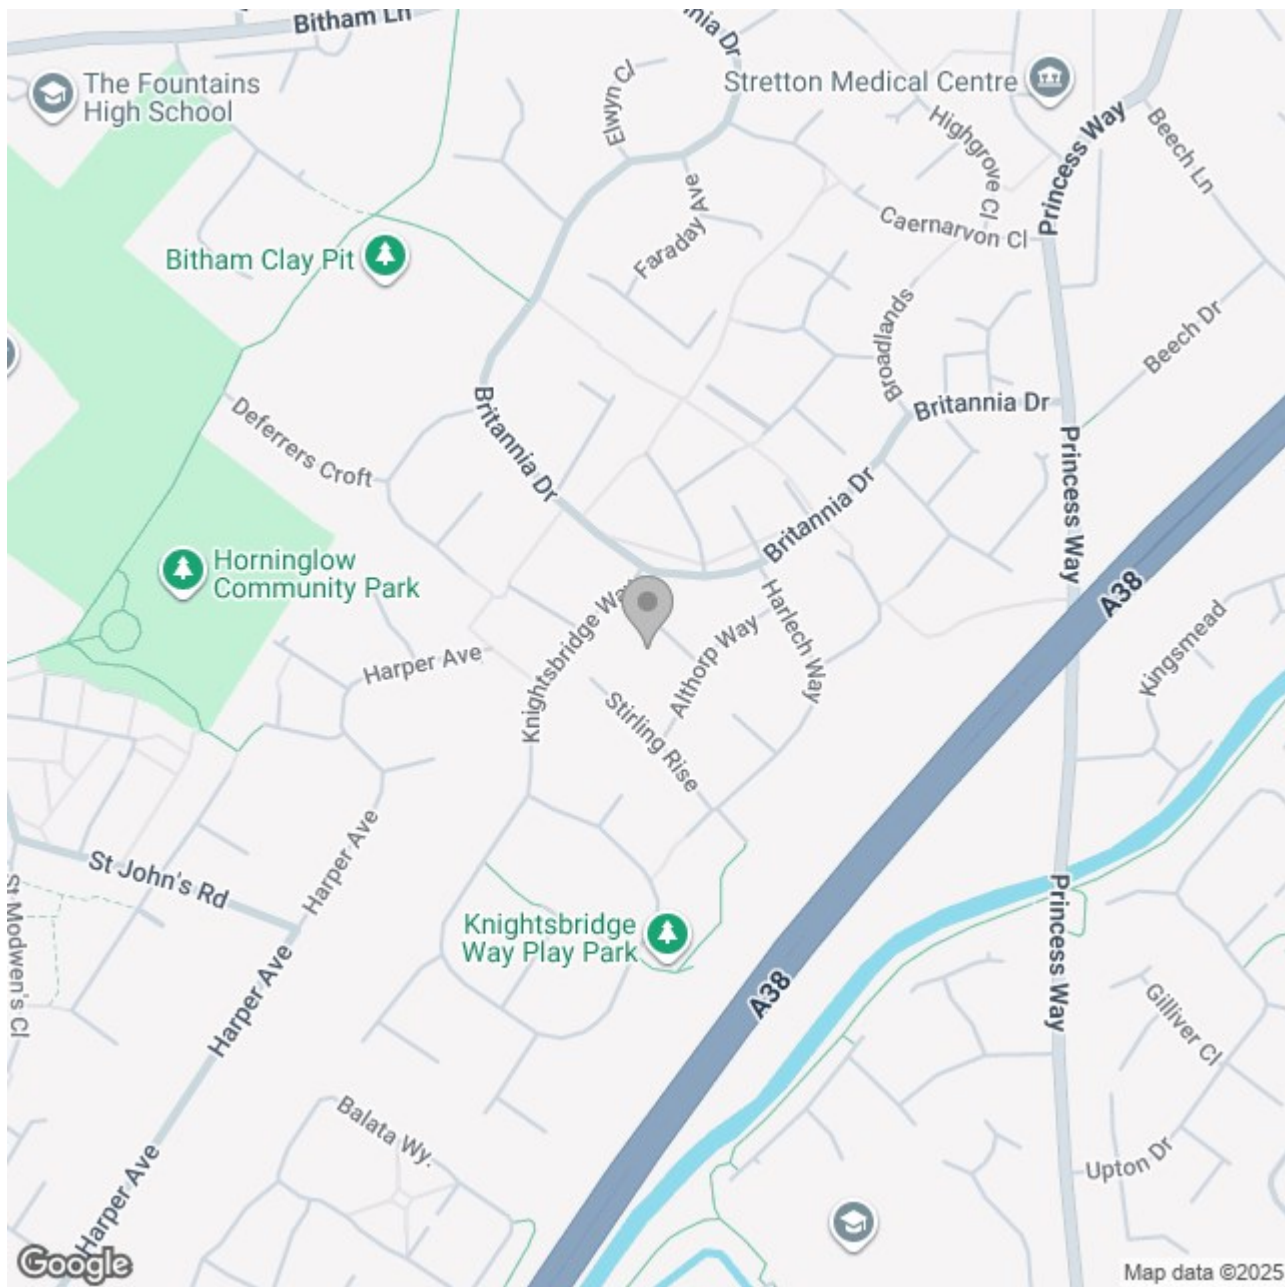 Bitham Ln
nia Dr
The Fountains
High School
Elwyn Cl
Stretton Medical Centre
Highgrove Cl
Princess Way
Beech Ln
Faraday Ave
Caernarvon Cl
Bitham Clay Pit
Broadlands
Beech Dr
Britannia Dr
Deferrers Croft
Britannia Dr
Princess Way
Britannia Dr
Horninglow
Community Park
A38
Knightsbridge Way
Harlech Way
Althorp Way
Kingsmead
Harper Ave
Stirling Rise
Harper Ave
St John's Rd
St Modwen's Cl
Knightsbridge
Way Play Park
Princess Way
Harper Ave
A38
Gilliver Cl
Balata Wy.
Upton Dr
Harper Ave
Google
Map data ©2025